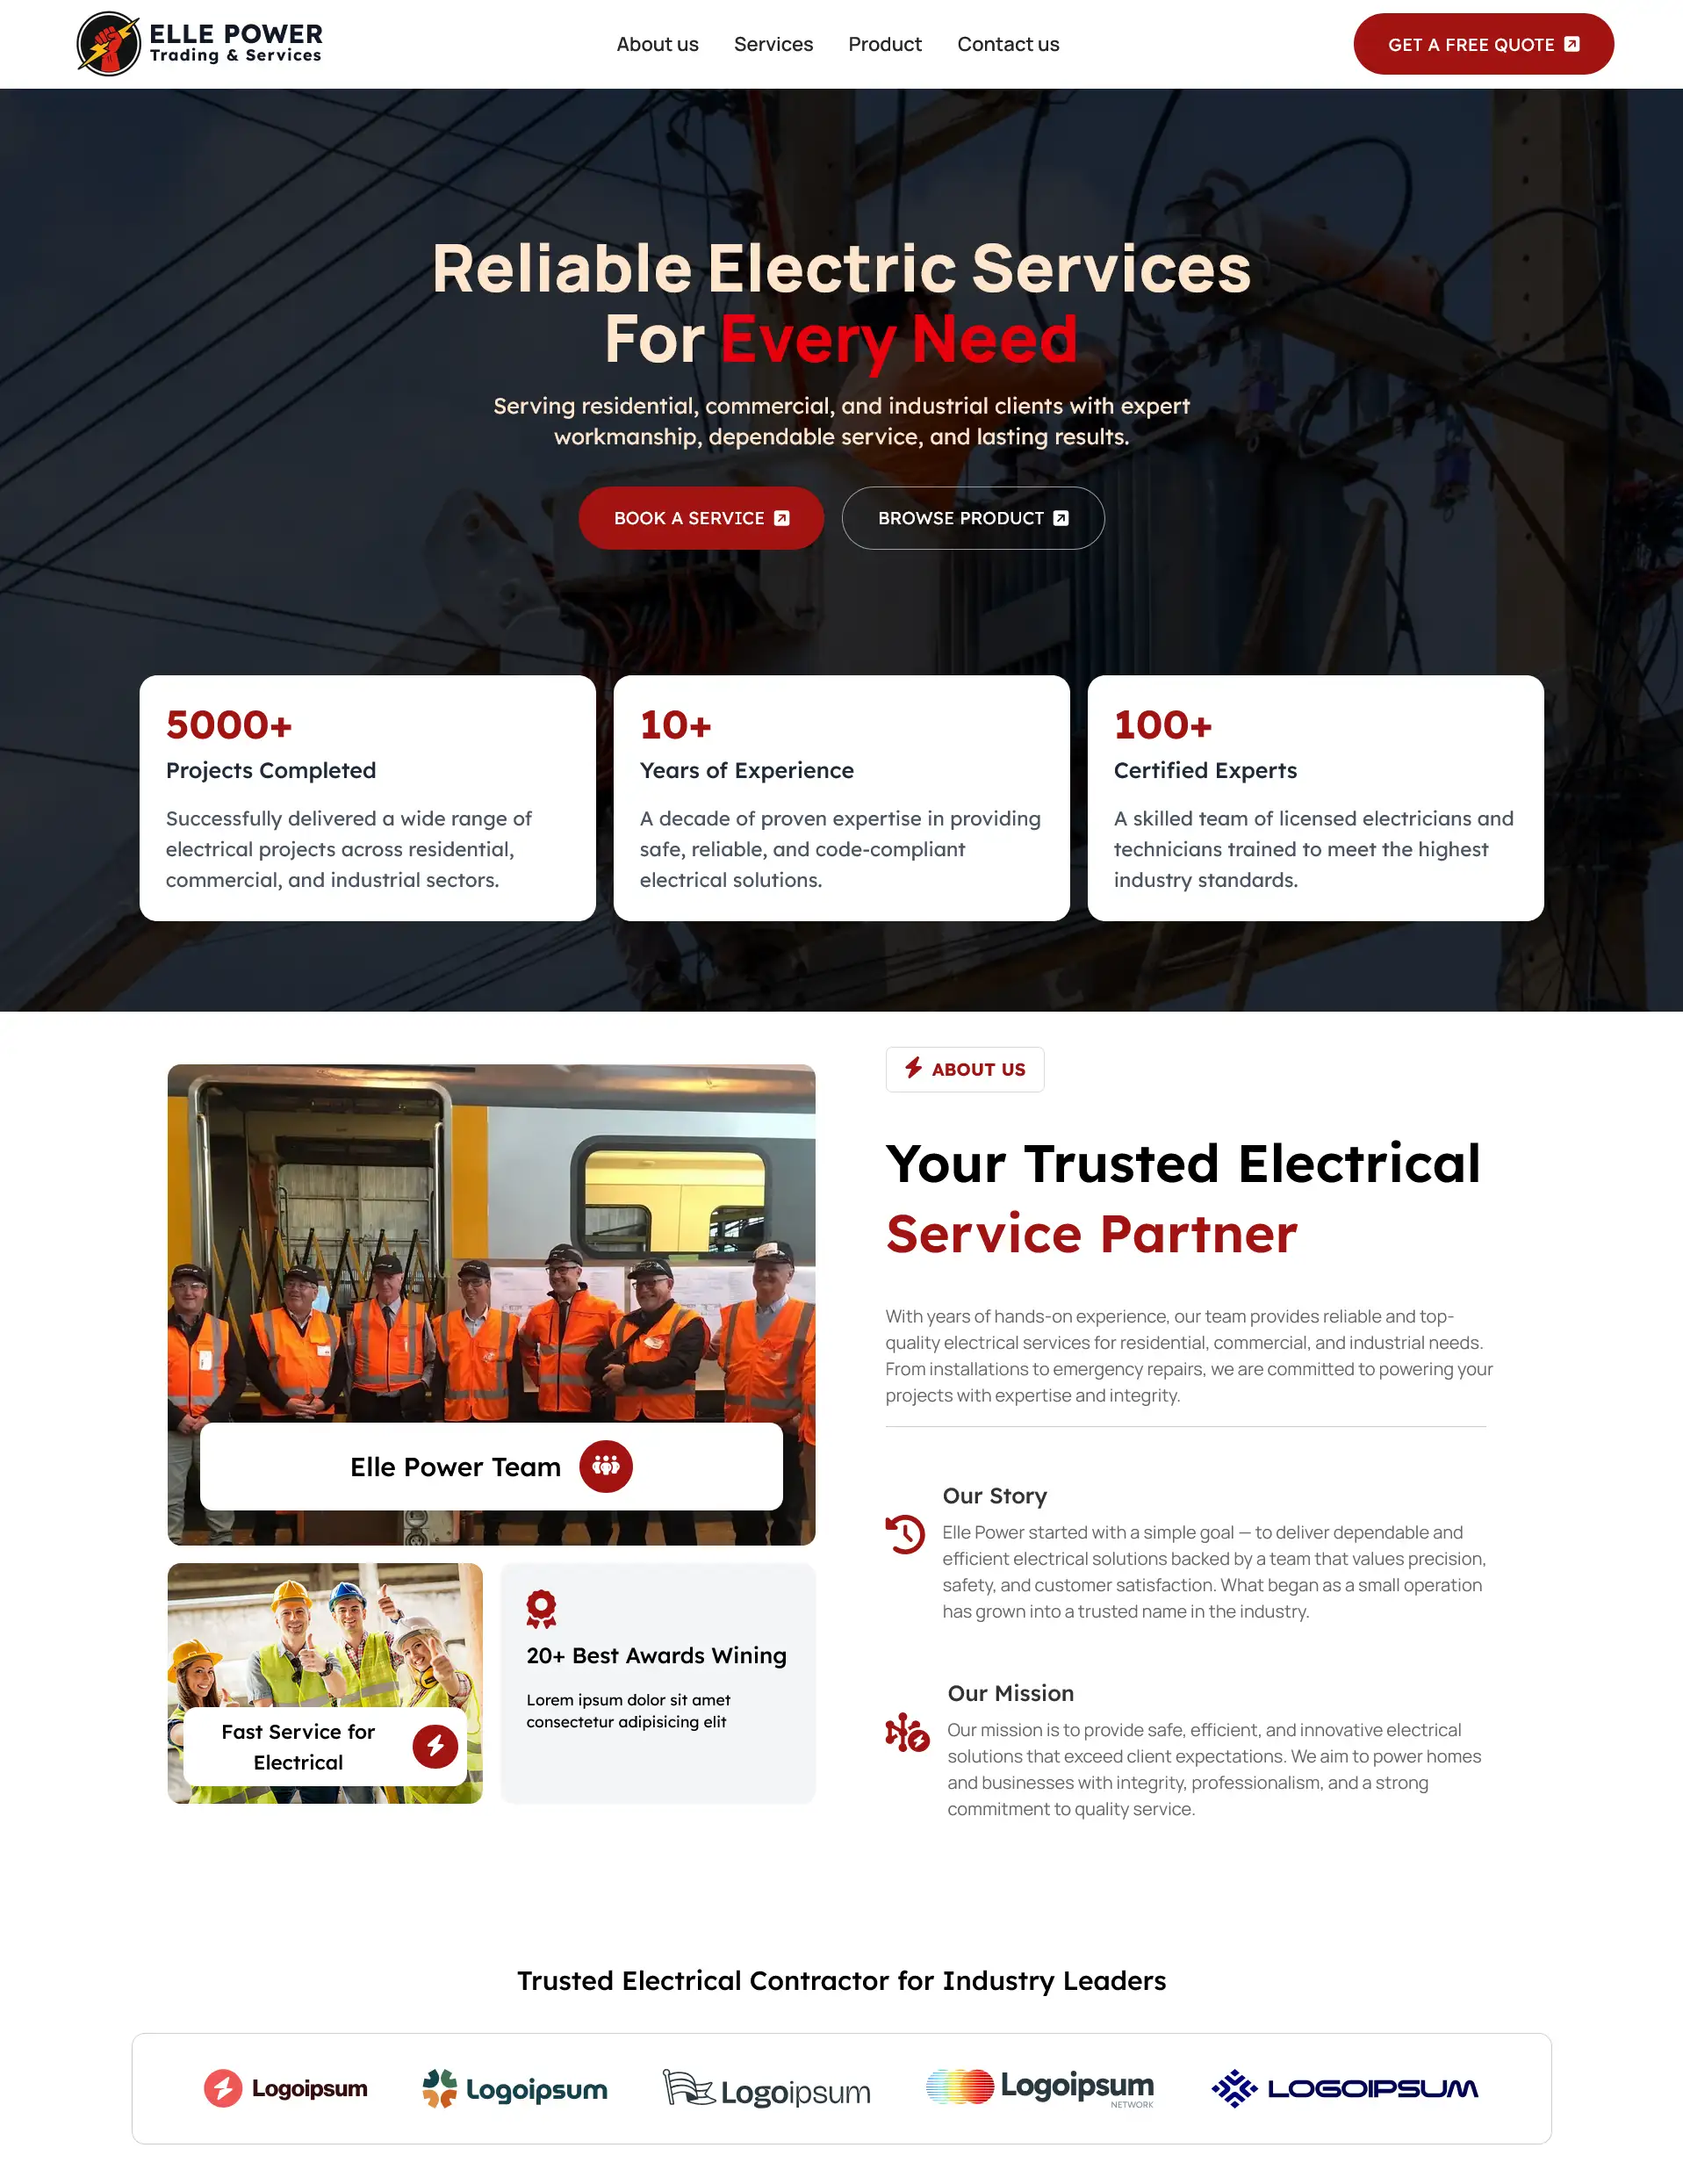 ELLE POWER
Trading & Services
About us
Services
Product
Contact us
GET A FREE QUOTE
Reliable Electric Services
For Every Need
Serving residential, commercial, and industrial clients with expert
workmanship, dependable service, and lasting results.
BOOK A SERVICE
BROWSE PRODUCT
5000+
Projects Completed
Successfully delivered a wide range of
electrical projects across residential,
commercial, and industrial sectors.
10+
Years of Experience
A decade of proven expertise in providing
safe, reliable, and code-compliant
electrical solutions.
100+
Certified Experts
A skilled team of licensed electricians and
technicians trained to meet the highest
industry standards.
Elle Power Team
Fast Service for
Electrical
20+ Best Awards Wining
Lorem ipsum dolor sit amet
consectetur adipisicing elit
ABOUT US
Your Trusted Electrical
Service Partner
With years of hands-on experience, our team provides reliable and top-
quality electrical services for residential, commercial, and industrial needs.
From installations to emergency repairs, we are committed to powering your
projects with expertise and integrity.
Our Story
Elle Power started with a simple goal — to deliver dependable and
efficient electrical solutions backed by a team that values precision,
safety, and customer satisfaction. What began as a small operation
has grown into a trusted name in the industry.
Our Mission
Our mission is to provide safe, efficient, and innovative electrical
solutions that exceed client expectations. We aim to power homes
and businesses with integrity, professionalism, and a strong
commitment to quality service.
Trusted Electrical Contractor for Industry Leaders
Logoipsum
Logoipsum
Logoipsum
Logoipsum
NETWORK
LOGOIPSUM